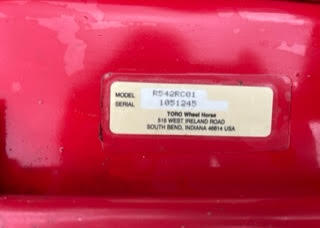 MODEL R542RC01
SERIAL 1051245
TORO Wheel Horse
515 WEST IRELAND ROAD
SOUTH BEND, INDIANA 46614 USA